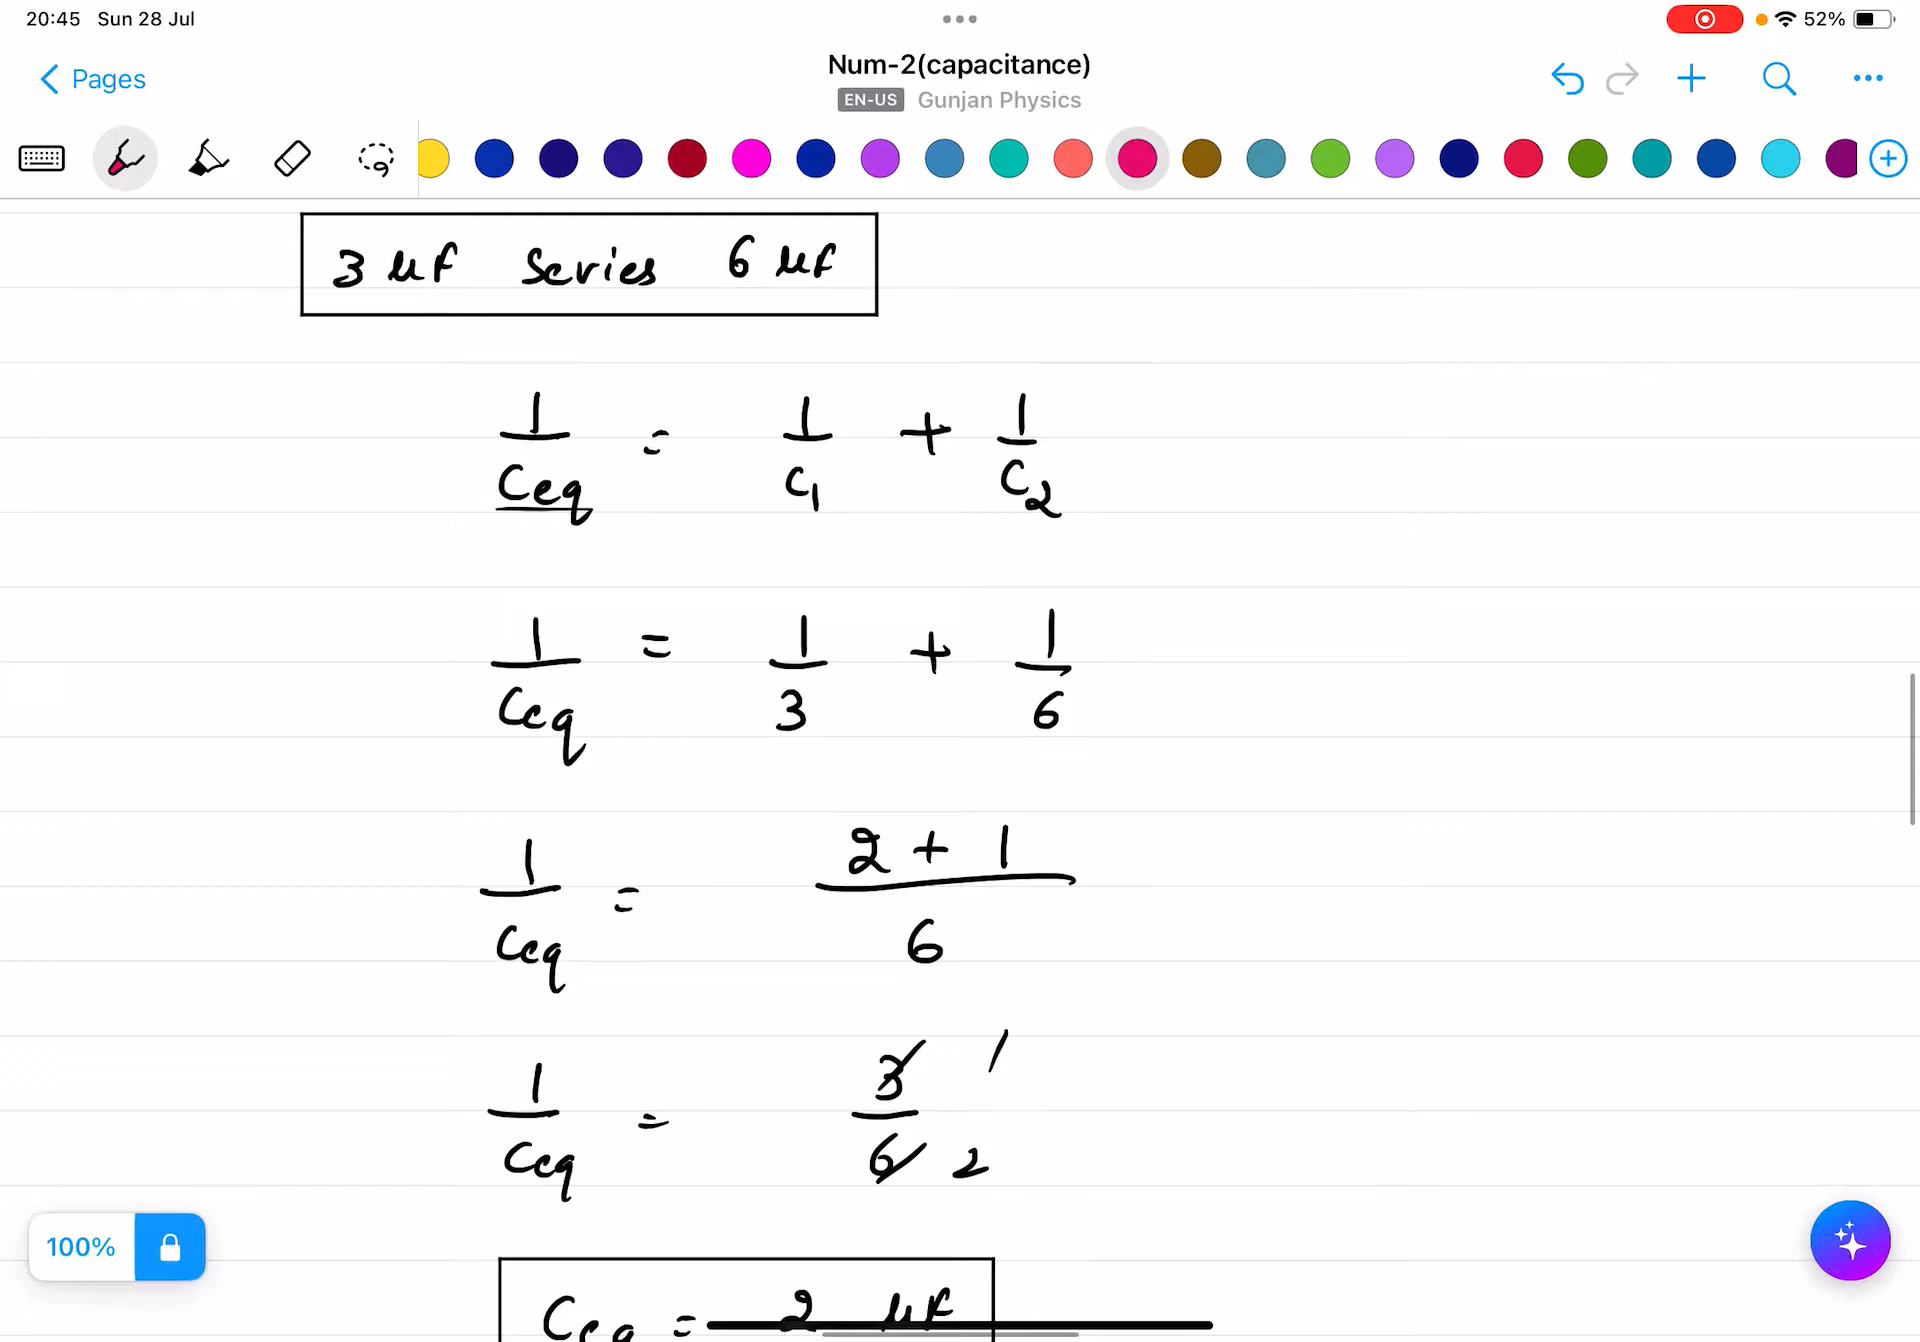 20:45 Sun 28 Jul
52%
Pages
Num-2(capacitance)
EN-US Gunjan Physics
3 μf Series 6 μf
1/Ceq = 1/C1 + 1/C2
1/Ceq = 1/3 + 1/6
1/Ceq = 2 + 1/6
1/Ceq = 3/6 1/2
100%
Ceq = 2 μf